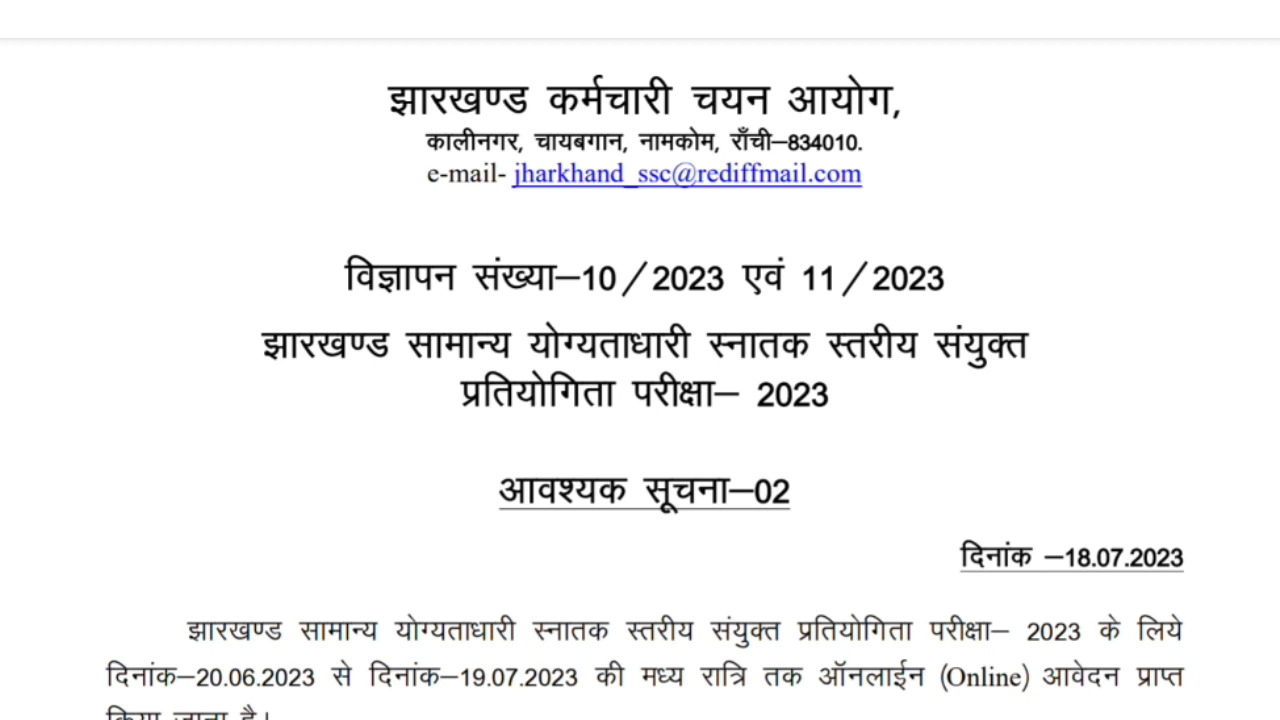 झारखण्ड कर्मचारी चयन आयोग,
कालीनगर, चायबगान, नामकोम, राँची–834010.
e-mail- jharkhand_ssc@rediffmail.com
विज्ञापन संख्या–10/2023 एवं 11/2023
झारखण्ड सामान्य योग्यताधारी स्नातक स्तरीय संयुक्त
प्रतियोगिता परीक्षा– 2023
आवश्यक सूचना–02
दिनांक –18.07.2023
झारखण्ड सामान्य योग्यताधारी स्नातक स्तरीय संयुक्त प्रतियोगिता परीक्षा– 2023 के लिये
दिनांक–20.06.2023 से दिनांक–19.07.2023 की मध्य रात्रि तक ऑनलाईन (Online) आवेदन प्राप्त
किया जाना है।